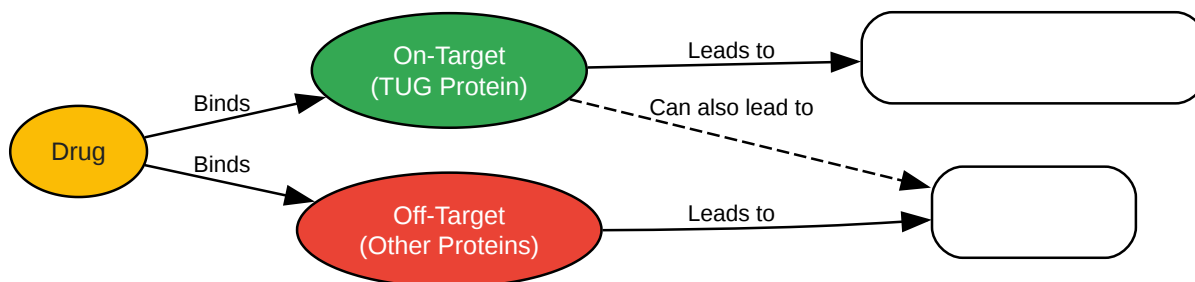 Drug
Binds
Binds
On-Target
(TUG Protein)
Off-Target
(Other Proteins)
Leads to
Can also lead to
Leads to